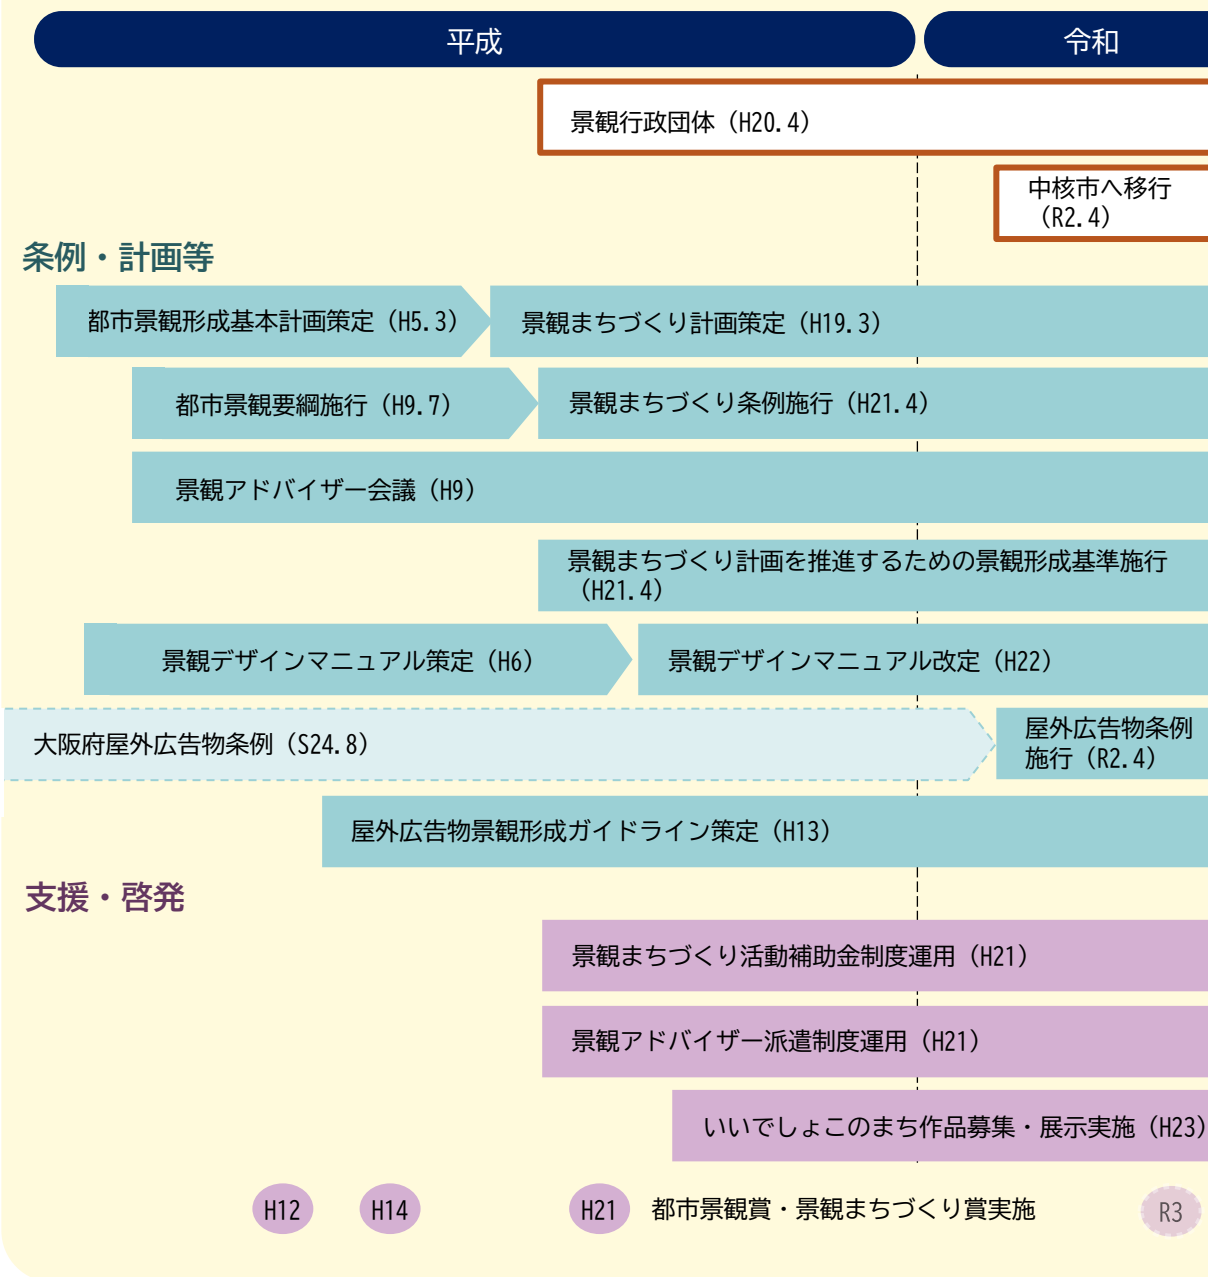 平成
令和
景観行政団体（H20.4）
中核市へ移行
（R2.4）
条例・計画等
都市景観形成基本計画策定（H5.3）
景観まちづくり計画策定（H19.3）
都市景観要綱施行（H9.7）
景観まちづくり条例施行（H21.4）
景観アドバイザー会議（H9）
景観まちづくり計画を推進するための景観形成基準施行
（H21.4）
景観デザインマニュアル策定（H6）
景観デザインマニュアル改定（H22）
大阪府屋外広告物条例（S24.8）
屋外広告物条例
施行（R2.4）
屋外広告物景観形成ガイドライン策定（H13）
支援・啓発
景観まちづくり活動補助金制度運用（H21）
景観アドバイザー派遣制度運用（H21）
いいでしょこのまち作品募集・展示実施（H23）
H12
H14
H21
都市景観賞・景観まちづくり賞実施
R3